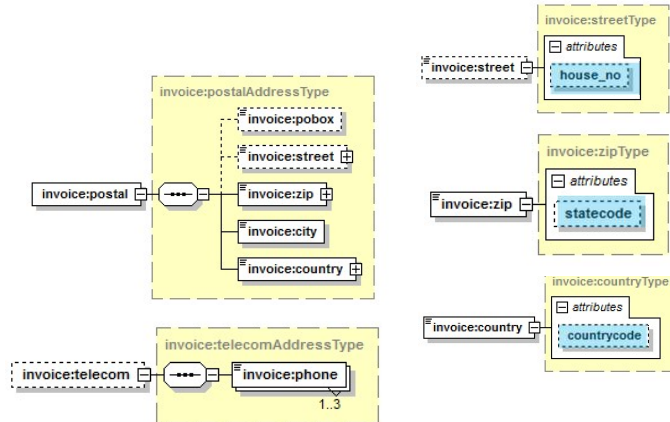 invoice:postalAddressType
invoice:pobox
invoice:street
invoice:postal
invoice:zip
invoice:city
invoice:country
invoice:telecomAddressType
invoice:telecom
invoice:phone
1..3
invoice:streetType
attributes
invoice:street
house_no
invoice:zipType
attributes
invoice:zip
statecode
invoice:countryType
attributes
invoice:country
countrycode